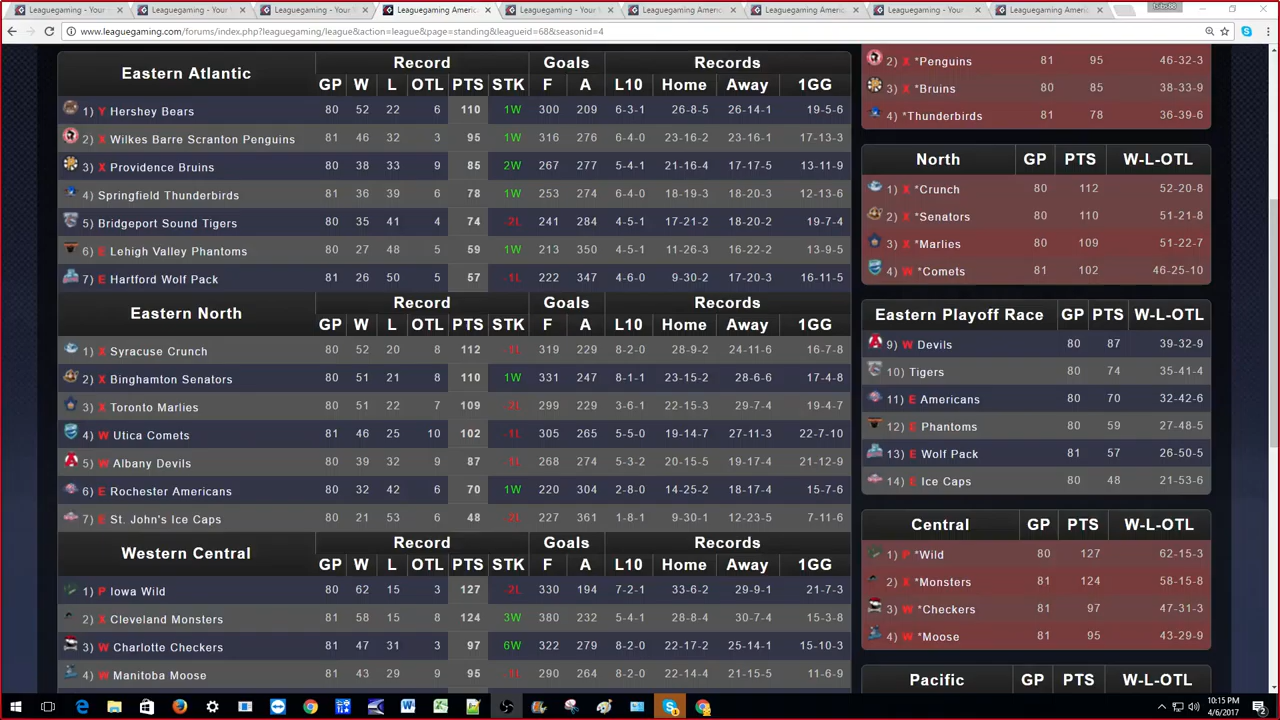 Leaguegaming - Your
Leaguegaming - Your
Leaguegaming - Your
Leaguegaming Americ
Leaguegaming - Your
Leaguegaming Americ
Leaguegaming Americ
Leaguegaming - Your
Leaguegaming Americ
www.leaguegaming.com/forums/index.php?leaguegaming/league&action=league&page=standing&leagueid=68&seasonid=4
Eastern Atlantic Record Goals Records
GP W L OTL PTS STK F A L10 Home Away 1GG
1) Y Hershey Bears 80 52 22 6 110 1W 300 209 6-3-1 26-8-5 26-14-1 19-5-6
2) X Wilkes Barre Scranton Penguins 81 46 32 3 95 1W 316 276 6-4-0 23-16-2 23-16-1 17-13-3
3) X Providence Bruins 80 38 33 9 85 2W 267 277 5-4-1 21-16-4 17-17-5 13-11-9
4) Springfield Thunderbirds 81 36 39 6 78 1W 253 274 6-4-0 18-19-3 18-20-3 12-13-6
5) Bridgeport Sound Tigers 80 35 41 4 74 -2L 241 284 4-5-1 17-21-2 18-20-2 19-7-4
6) E Lehigh Valley Phantoms 80 27 48 5 59 1W 213 350 4-5-1 11-26-3 16-22-2 13-9-5
7) E Hartford Wolf Pack 81 26 50 5 57 -1L 222 347 4-6-0 9-30-2 17-20-3 16-11-5
Eastern North Record Goals Records
GP W L OTL PTS STK F A L10 Home Away 1GG
1) X Syracuse Crunch 80 52 20 8 112 -1L 319 229 8-2-0 28-9-2 24-11-6 16-7-8
2) X Binghamton Senators 80 51 21 8 110 1W 331 247 8-1-1 23-15-2 28-6-6 17-4-8
3) X Toronto Marlies 80 51 22 7 109 -2L 299 229 3-6-1 22-15-3 29-7-4 19-4-7
4) W Utica Comets 81 46 25 10 102 -1L 305 265 5-5-0 19-14-7 27-11-3 22-7-10
5) W Albany Devils 80 39 32 9 87 -1L 268 274 5-3-2 20-15-5 19-17-4 21-12-9
6) E Rochester Americans 80 32 42 6 70 1W 220 304 2-8-0 14-25-2 18-17-4 15-7-6
7) E St. John's Ice Caps 80 21 53 6 48 -2L 227 361 1-8-1 9-30-1 12-23-5 7-11-6
Western Central Record Goals Records
GP W L OTL PTS STK F A L10 Home Away 1GG
1) P Iowa Wild 80 62 15 3 127 -2L 330 194 7-2-1 33-6-2 29-9-1 21-7-3
2) X Cleveland Monsters 81 58 15 8 124 3W 380 232 5-4-1 28-8-4 30-7-4 15-3-8
3) W Charlotte Checkers 81 47 31 3 97 6W 322 279 8-2-0 22-17-2 25-14-1 15-10-3
4) W Manitoba Moose 81 43 29 9 95 -1L 290 264 8-2-0 22-14-4 21-15-5 11-6-9
2) X *Penguins 81 95 46-32-3
3) X *Bruins 80 85 38-33-9
4) *Thunderbirds 81 78 36-39-6
North GP PTS W-L-OTL
1) X *Crunch 80 112 52-20-8
2) X *Senators 80 110 51-21-8
3) X *Marlies 80 109 51-22-7
4) W *Comets 81 102 46-25-10
Eastern Playoff Race GP PTS W-L-OTL
9) W Devils 80 87 39-32-9
10) Tigers 80 74 35-41-4
11) E Americans 80 70 32-42-6
12) E Phantoms 80 59 27-48-5
13) E Wolf Pack 81 57 26-50-5
14) E Ice Caps 80 48 21-53-6
Central GP PTS W-L-OTL
1) P *Wild 80 127 62-15-3
2) X *Monsters 81 124 58-15-8
3) W *Checkers 81 97 47-31-3
4) W *Moose 81 95 43-29-9
Pacific GP PTS W-L-OTL
10:15 PM
4/6/2017